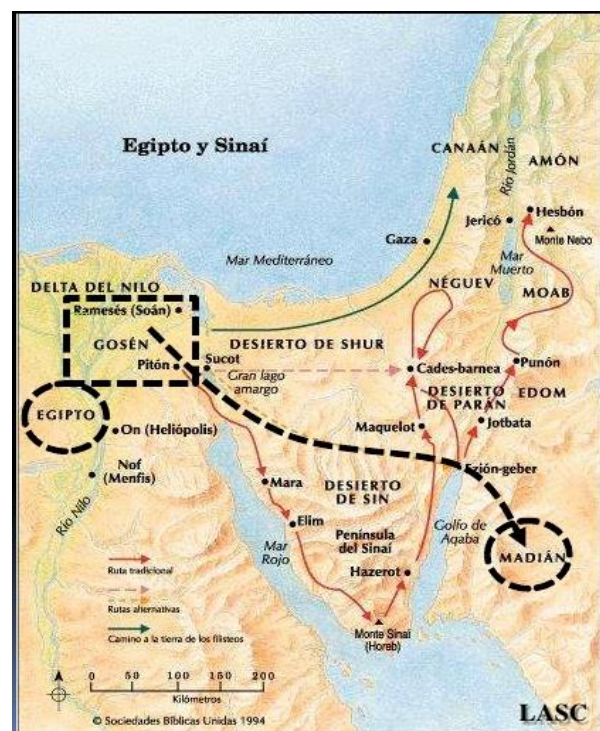 Egipto y Sinaí
CANAÁN
Río Jordán
AMÓN
Hesbón
Jericó
Monte Nebo
Gaza
Mar Mediterráneo
Mar
Muerto
NÉGUEV
MOAB
DELTA DEL NILO
Ramesés (Soán)
GOSÉN
DESIERTO DE SHUR
Pitón
Sucot
Gran lago
amargo
Cades-barnea
Punón
DESIERTO
DE PARÁN
EDOM
EGIPTO
On (Heliópolis)
Maquelot
Jotbata
Nof
(Menfis)
Ezión-geber
Mara
DESIERTO
DE SIN
Río Nilo
Elim
Península
del Sinaí
Golfo de
Aqaba
MADIÁN
Mar
Rojo
Hazerot
Ruta tradicional
Rutas alternativas
Camino a la tierra de los filisteos
Monte Sinaí
(Horeb)
0 50 100 150 200
Kilómetros
© Sociedades Bíblicas Unidas 1994
LASC